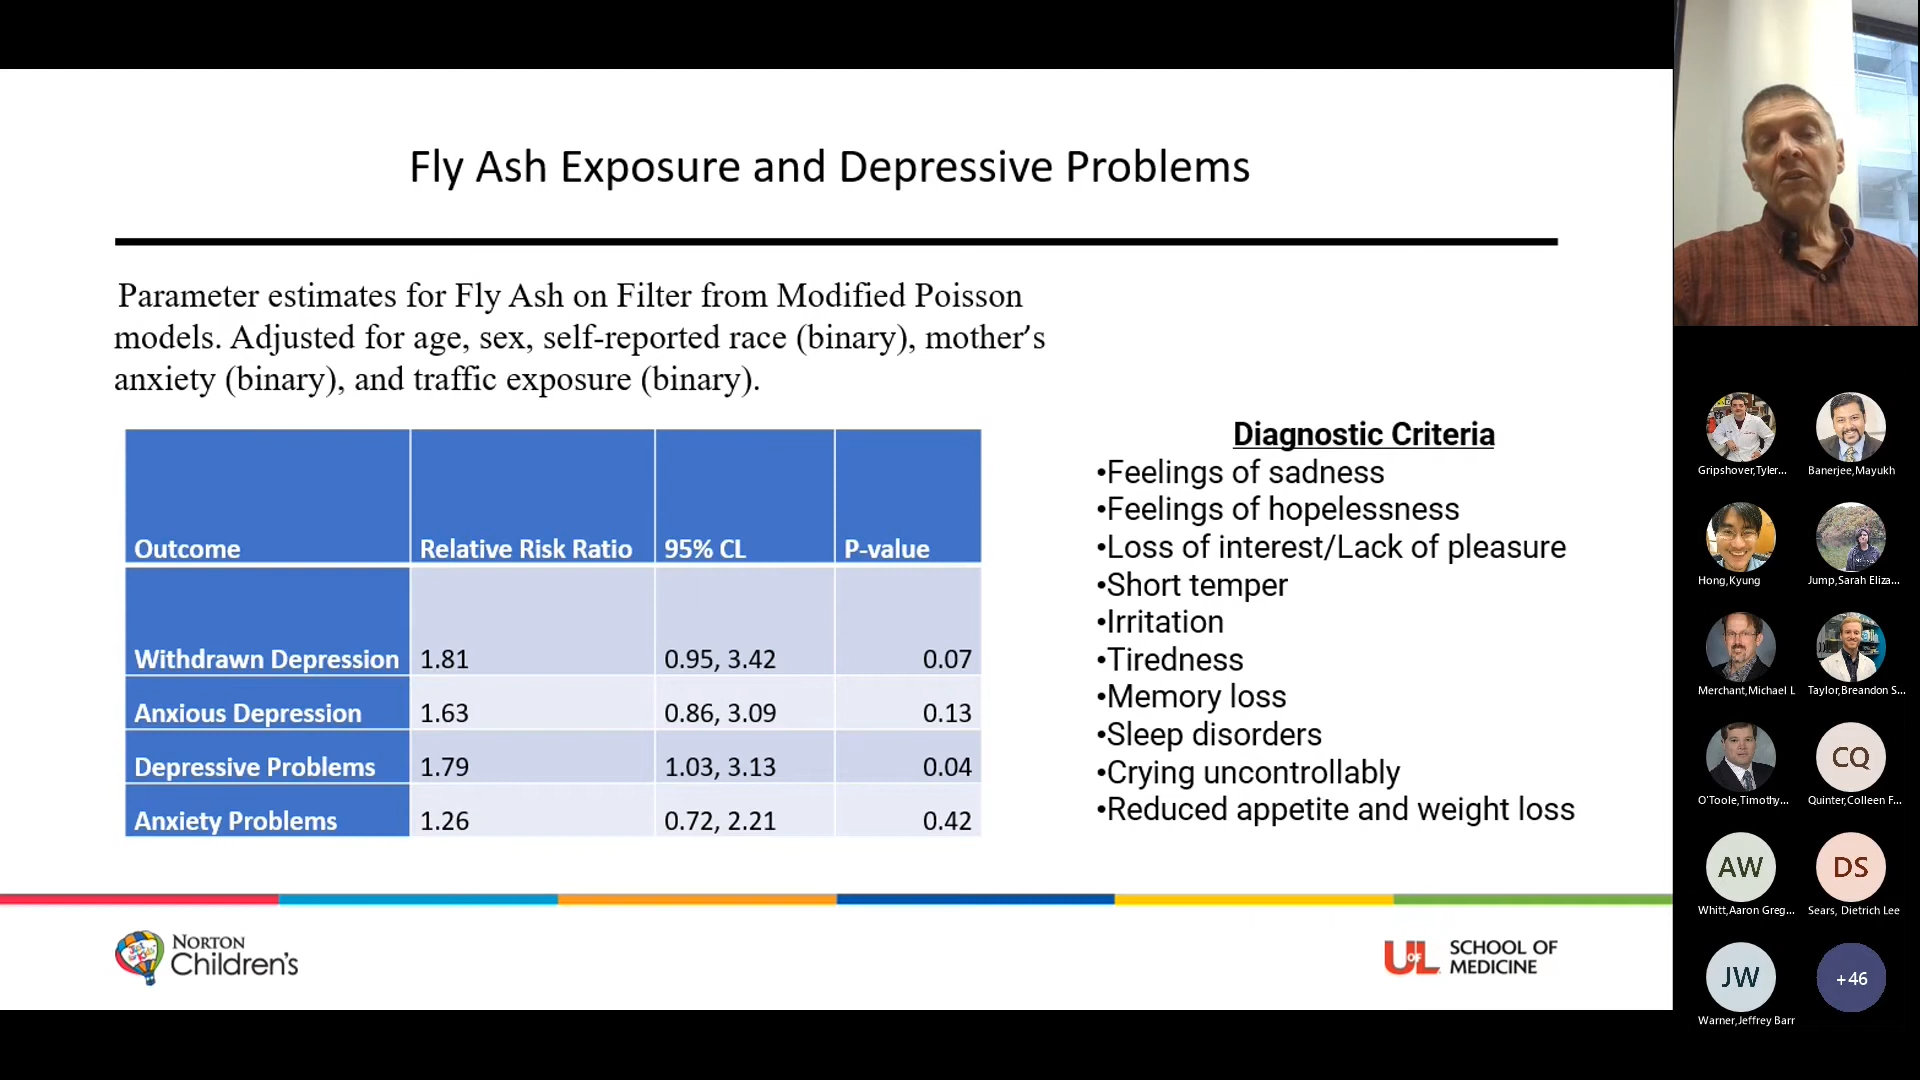 Fly Ash Exposure and Depressive Problems
Parameter estimates for Fly Ash on Filter from Modified Poisson
models. Adjusted for age, sex, self-reported race (binary), mother’s
anxiety (binary), and traffic exposure (binary).
Outcome Relative Risk Ratio 95% CL P-value
Withdrawn Depression 1.81 0.95, 3.42 0.07
Anxious Depression 1.63 0.86, 3.09 0.13
Depressive Problems 1.79 1.03, 3.13 0.04
Anxiety Problems 1.26 0.72, 2.21 0.42
Diagnostic Criteria
•Feelings of sadness
•Feelings of hopelessness
•Loss of interest/Lack of pleasure
•Short temper
•Irritation
•Tiredness
•Memory loss
•Sleep disorders
•Crying uncontrollably
•Reduced appetite and weight loss
NORTON
Children's
UofL SCHOOL OF
MEDICINE
Gripshover,Tyler... Banerjee,Mayukh
Hong,Kyung Jump,Sarah Eliza...
Merchant,Michael L Taylor,Breandon S...
CQ
O'Toole,Timothy... Quinter,Colleen F...
AW DS
Whitt,Aaron Greg... Sears, Dietrich Lee
JW +46
Warner,Jeffrey Barr